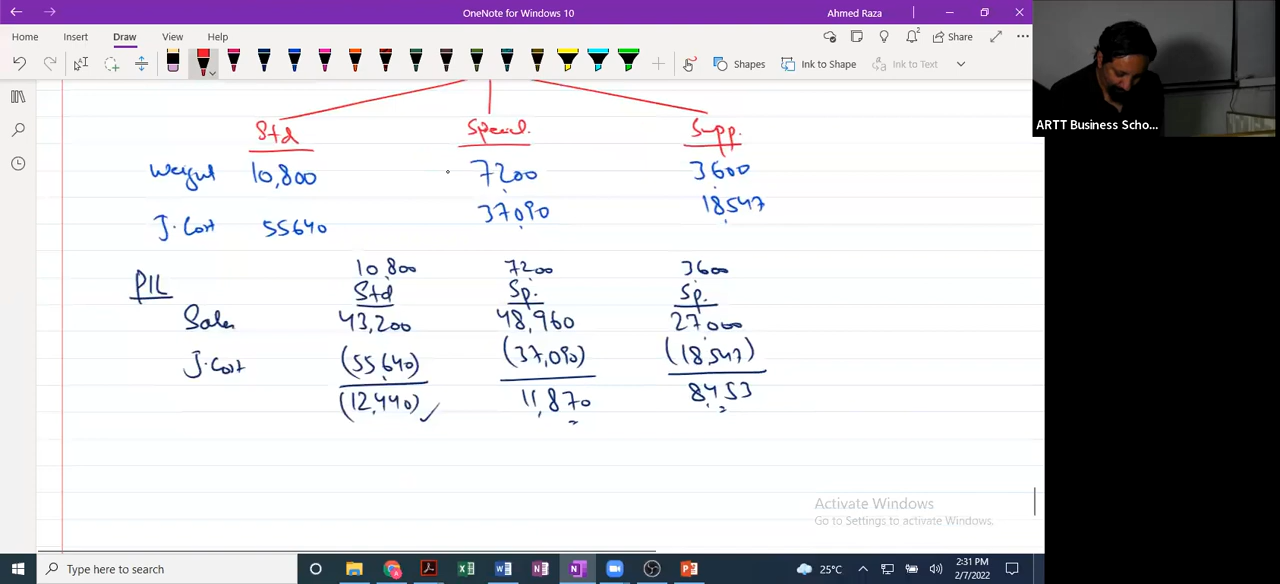 OneNote for Windows 10
Ahmed Raza
Home Insert Draw View Help
Share
Shapes Ink to Shape Ink to Text
ARTT Business Scho...
Std Special. Supp.
Weight 10,800 7200 3600
J.Cost 55640 37,090 18,547
10,800 7200 3600
P/L Std Sp. Sp.
Sales 43,200 48,960 27,000
J.Cost (55,640) (37,090) (18,547)
(12,440) 11,870 8453
Activate Windows
Go to Settings to activate Windows.
Type here to search
25°C
2:31 PM
2/7/2022